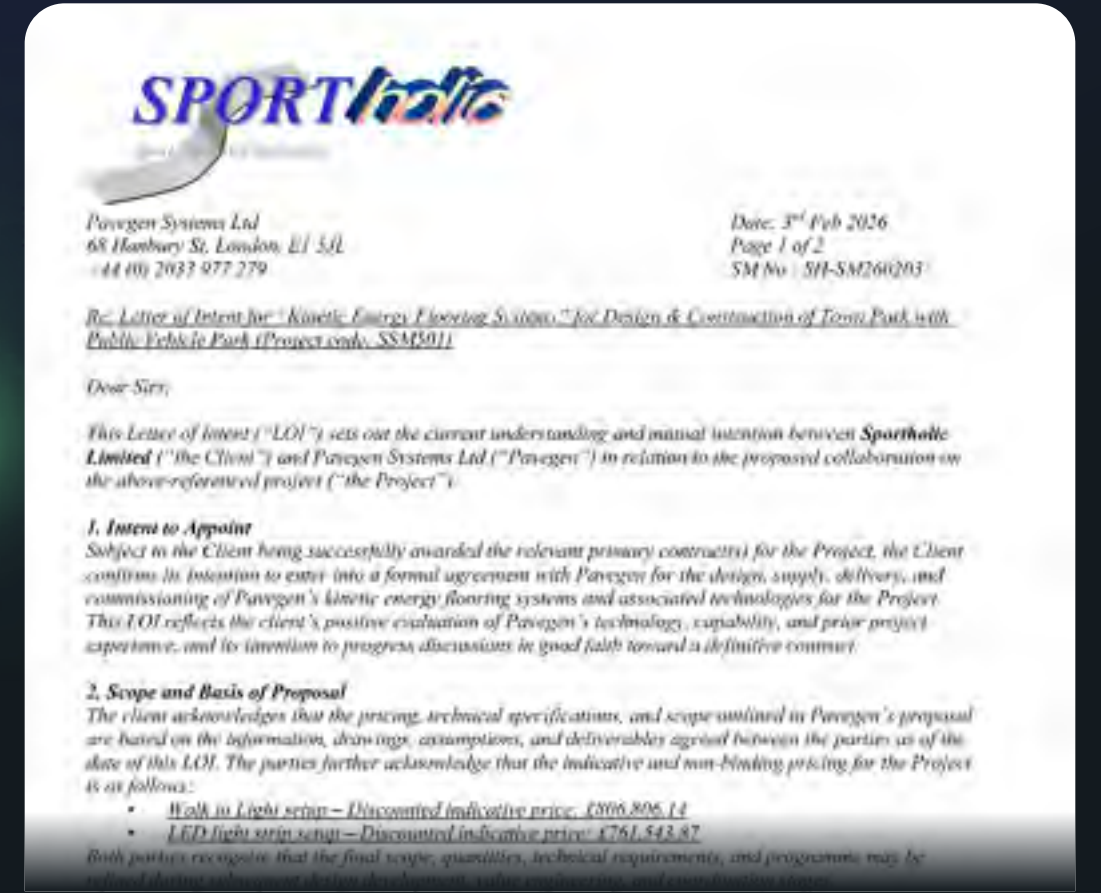 SPORTholic
Pavegen Systems Ltd
68 Hanbury St, London, E1 5JL
+44 (0) 2033 977 279
Date: 3rd Feb 2026
Page 1 of 2
SM No : SH-SM260203
Re: Letter of Intent for "Kinetic Energy Flooring Systems" for Design & Construction of Town Park with
Public Vehicle Park (Project code: SSM501)
Dear Sirs,
This Letter of Intent ("LOI") sets out the current understanding and mutual intention between Sportholic
Limited ("the Client") and Pavegen Systems Ltd ("Pavegen") in relation to the proposed collaboration on
the above-referenced project ("the Project").
1. Intent to Appoint
Subject to the Client being successfully awarded the relevant primary contract(s) for the Project, the Client
confirms its intention to enter into a formal agreement with Pavegen for the design, supply, delivery, and
commissioning of Pavegen's kinetic energy flooring systems and associated technologies for the Project.
This LOI reflects the client's positive evaluation of Pavegen's technology, capability, and prior project
experience, and its intention to progress discussions in good faith toward a definitive contract.
2. Scope and Basis of Proposal
The client acknowledges that the pricing, technical specifications, and scope outlined in Pavegen's proposal
are based on the information, drawings, assumptions, and deliverables agreed between the parties as of the
date of this LOI. The parties further acknowledge that the indicative and non-binding pricing for the Project
is as follows:
• Walk in Light setup – Discounted indicative price: £806,806.14
• LED light strip setup – Discounted indicative price: £761,543.87
Both parties recognise that the final scope, quantities, technical requirements, and programme may be
refined during subsequent design development, value engineering, and coordination stages.